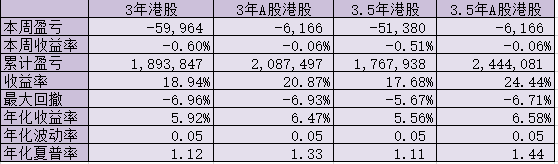 3年港股 3年A股港股 3.5年港股 3.5年A股港股
本周盈亏 -59,964 -6,166 -51,380 -6,166
本周收益率 -0.60% -0.06% -0.51% -0.06%
累计盈亏 1,893,847 2,087,497 1,767,938 2,444,081
收益率 18.94% 20.87% 17.68% 24.44%
最大回撤 -6.96% -6.93% -5.67% -6.71%
年化收益率 5.92% 6.47% 5.56% 6.58%
年化波动率 0.05 0.05 0.05 0.05
年化夏普率 1.12 1.33 1.11 1.44